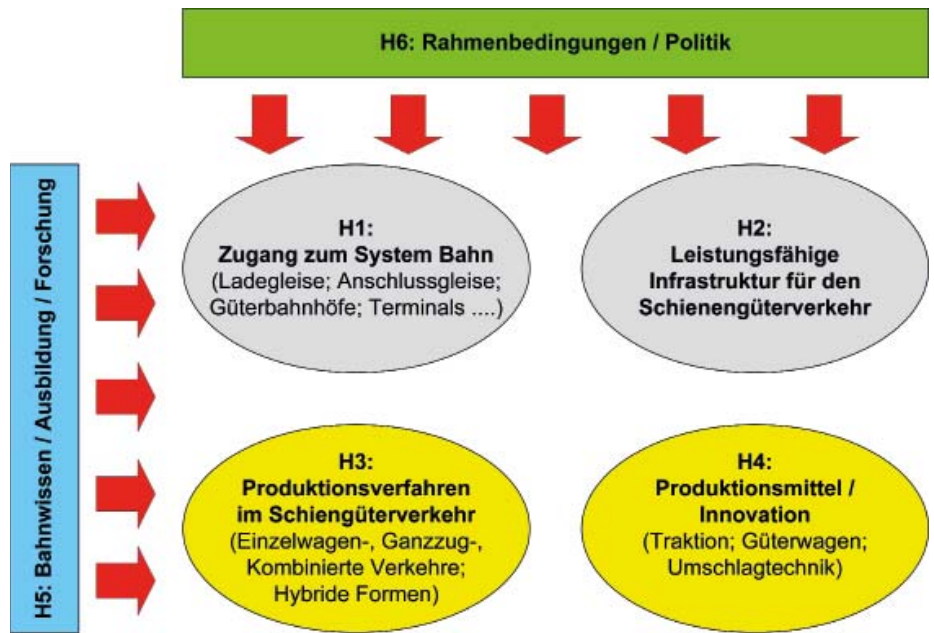 H6: Rahmenbedingungen / Politik
H5: Bahnwissen / Ausbildung / Forschung
H1:
Zugang zum System Bahn
(Ladegleise; Anschlussgleise;
Güterbahnhöfe; Terminals ....)
H2:
Leistungsfähige
Infrastruktur für den
Schienengüterverkehr
H3:
Produktionsverfahren
im Schiengüterverkehr
(Einzelwagen-, Ganzzug-,
Kombinierte Verkehre;
Hybride Formen)
H4:
Produktionsmittel /
Innovation
(Traktion; Güterwagen;
Umschlagtechnik)